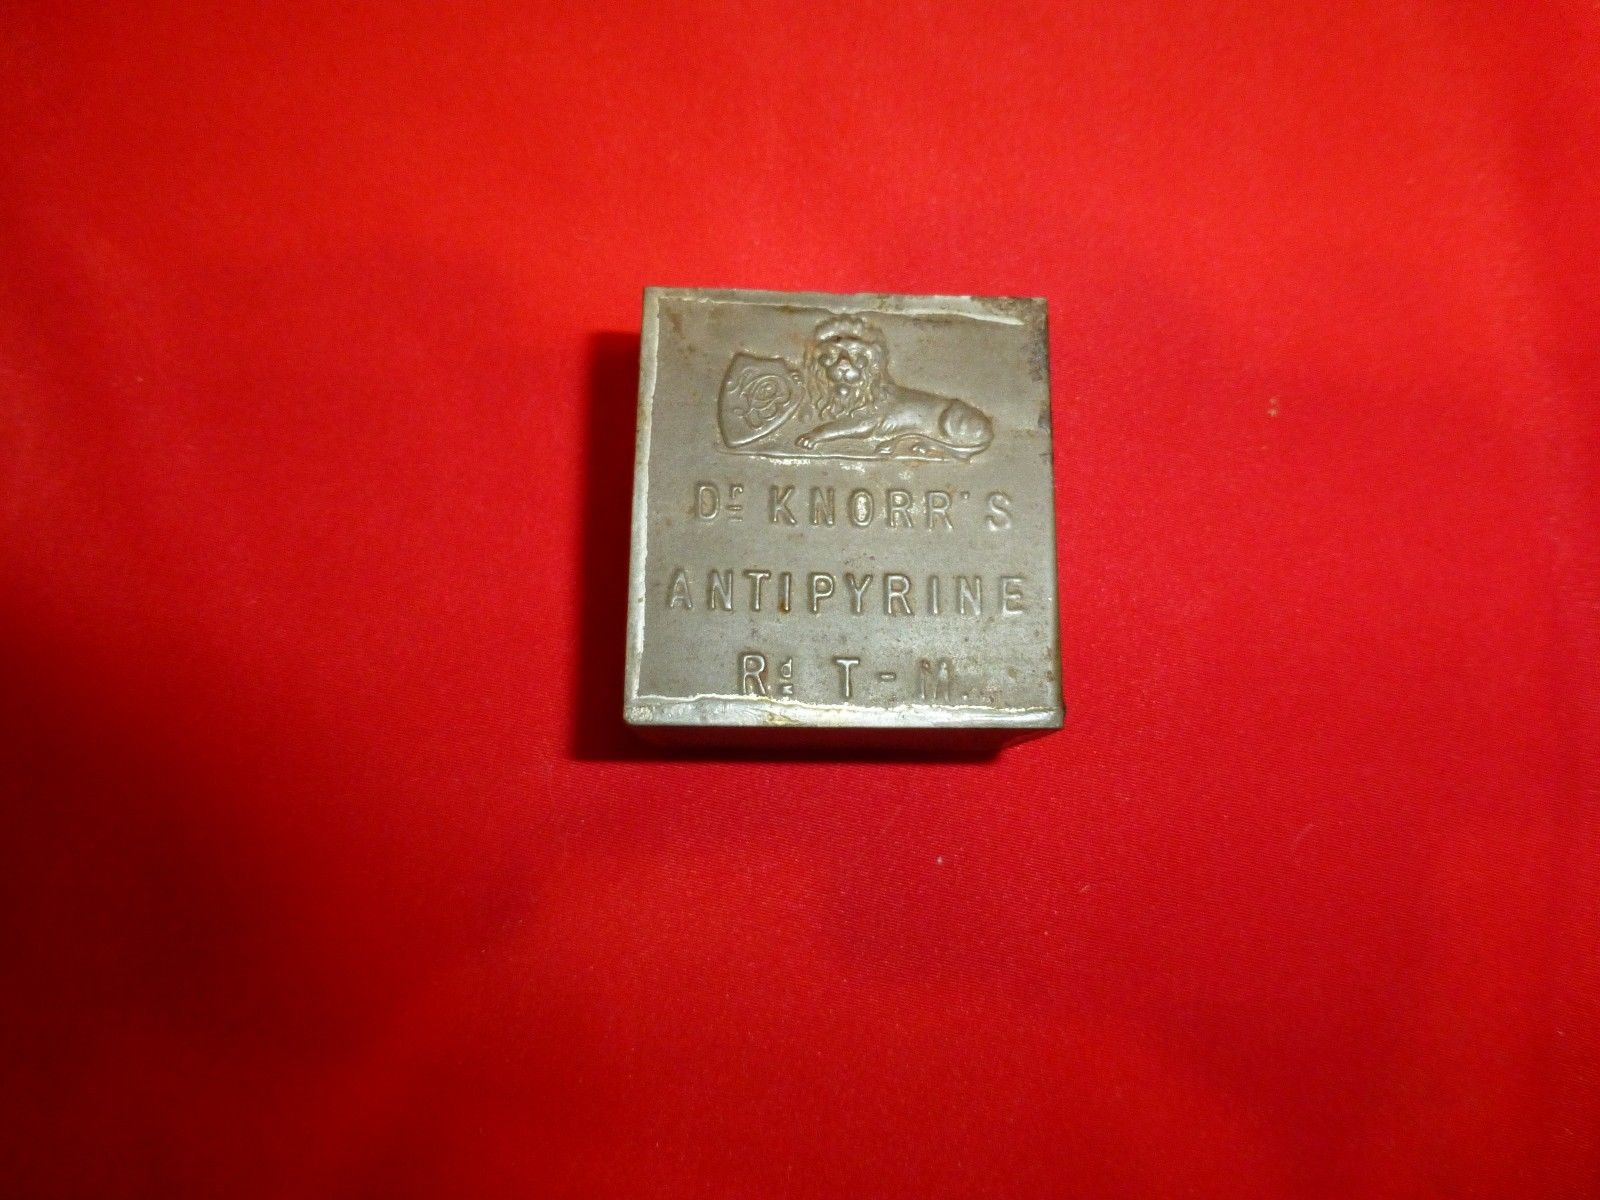 Dr KNORR'S
ANTIPYRINE
Rd T-M.